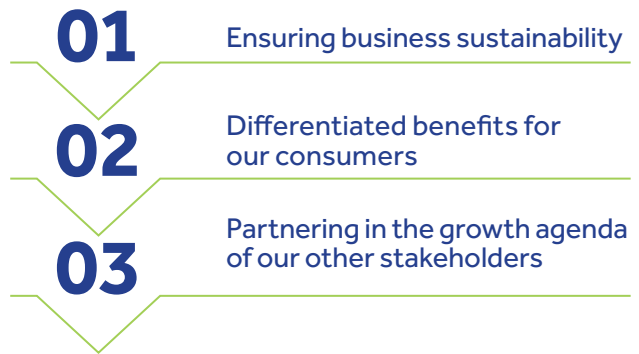 01
Ensuring business sustainability
02
Differentiated benefits for
our consumers
03
Partnering in the growth agenda
of our other stakeholders